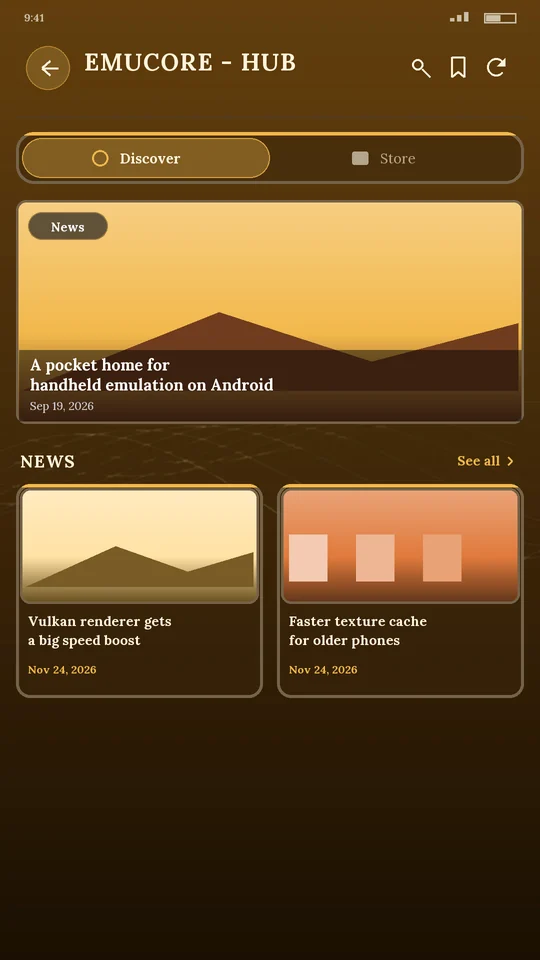 9:41
EMUCORE - HUB
Discover
Store
News
A pocket home for
handheld emulation on Android
Sep 19, 2026
NEWS
See all
Vulkan renderer gets
a big speed boost
Nov 24, 2026
Faster texture cache
for older phones
Nov 24, 2026